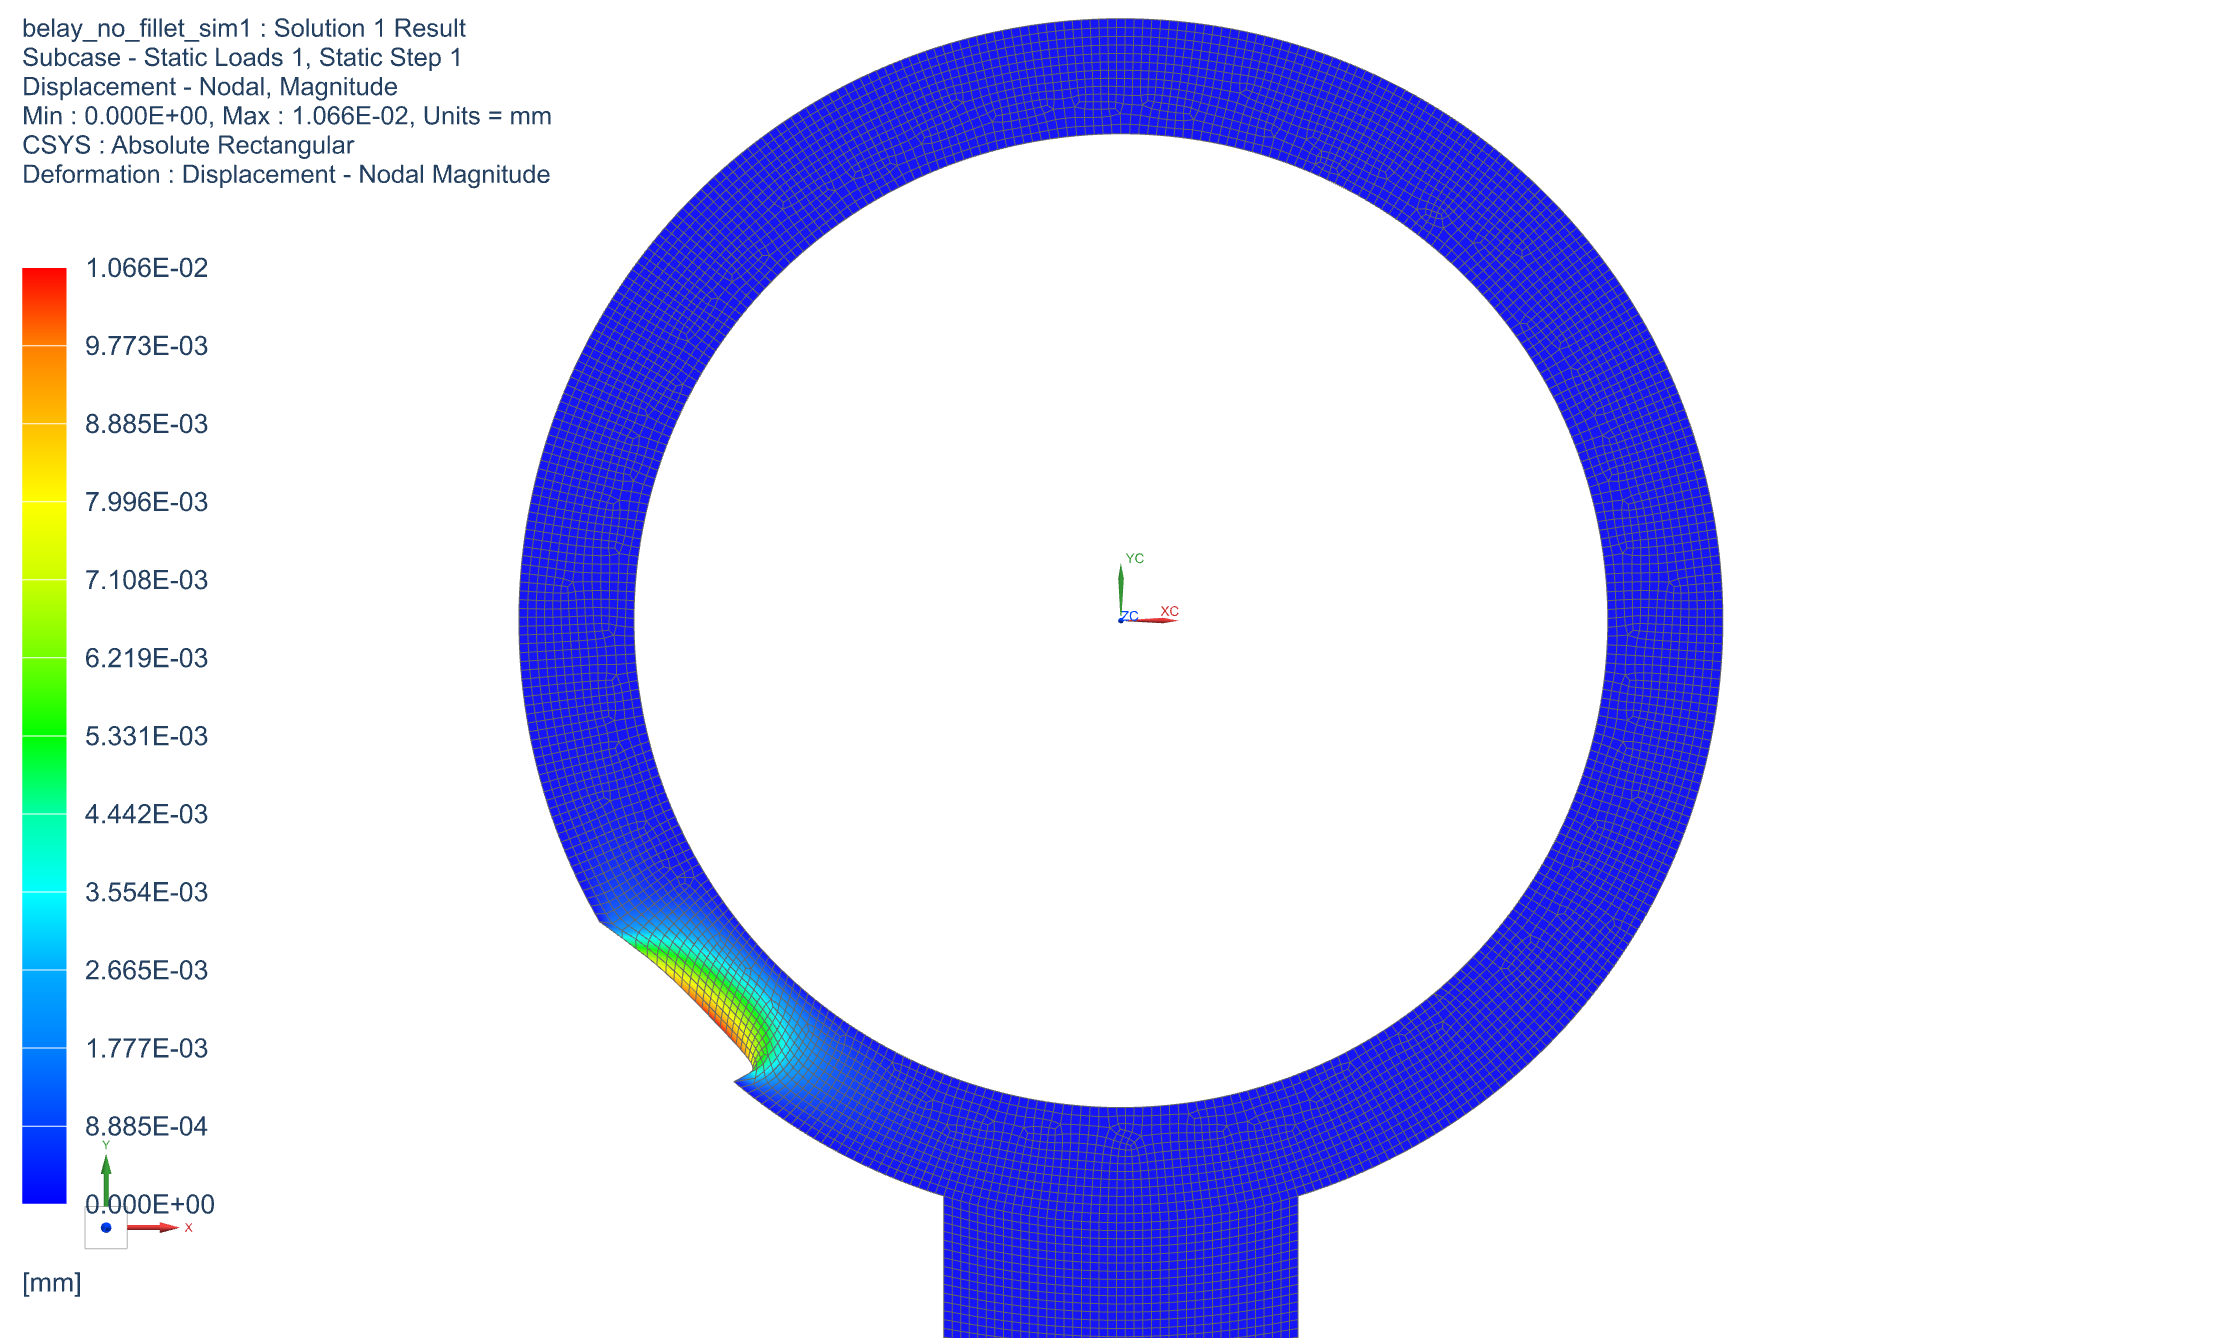 belay_no_fillet_sim1 : Solution 1 Result
Subcase - Static Loads 1, Static Step 1
Displacement - Nodal, Magnitude
Min : 0.000E+00, Max : 1.066E-02, Units = mm
CSYS : Absolute Rectangular
Deformation : Displacement - Nodal Magnitude
1.066E-02
9.773E-03
8.885E-03
7.996E-03
7.108E-03
6.219E-03
5.331E-03
4.442E-03
3.554E-03
2.665E-03
1.777E-03
8.885E-04
0.000E+00
[mm]
Y
X
YC
ZC
XC